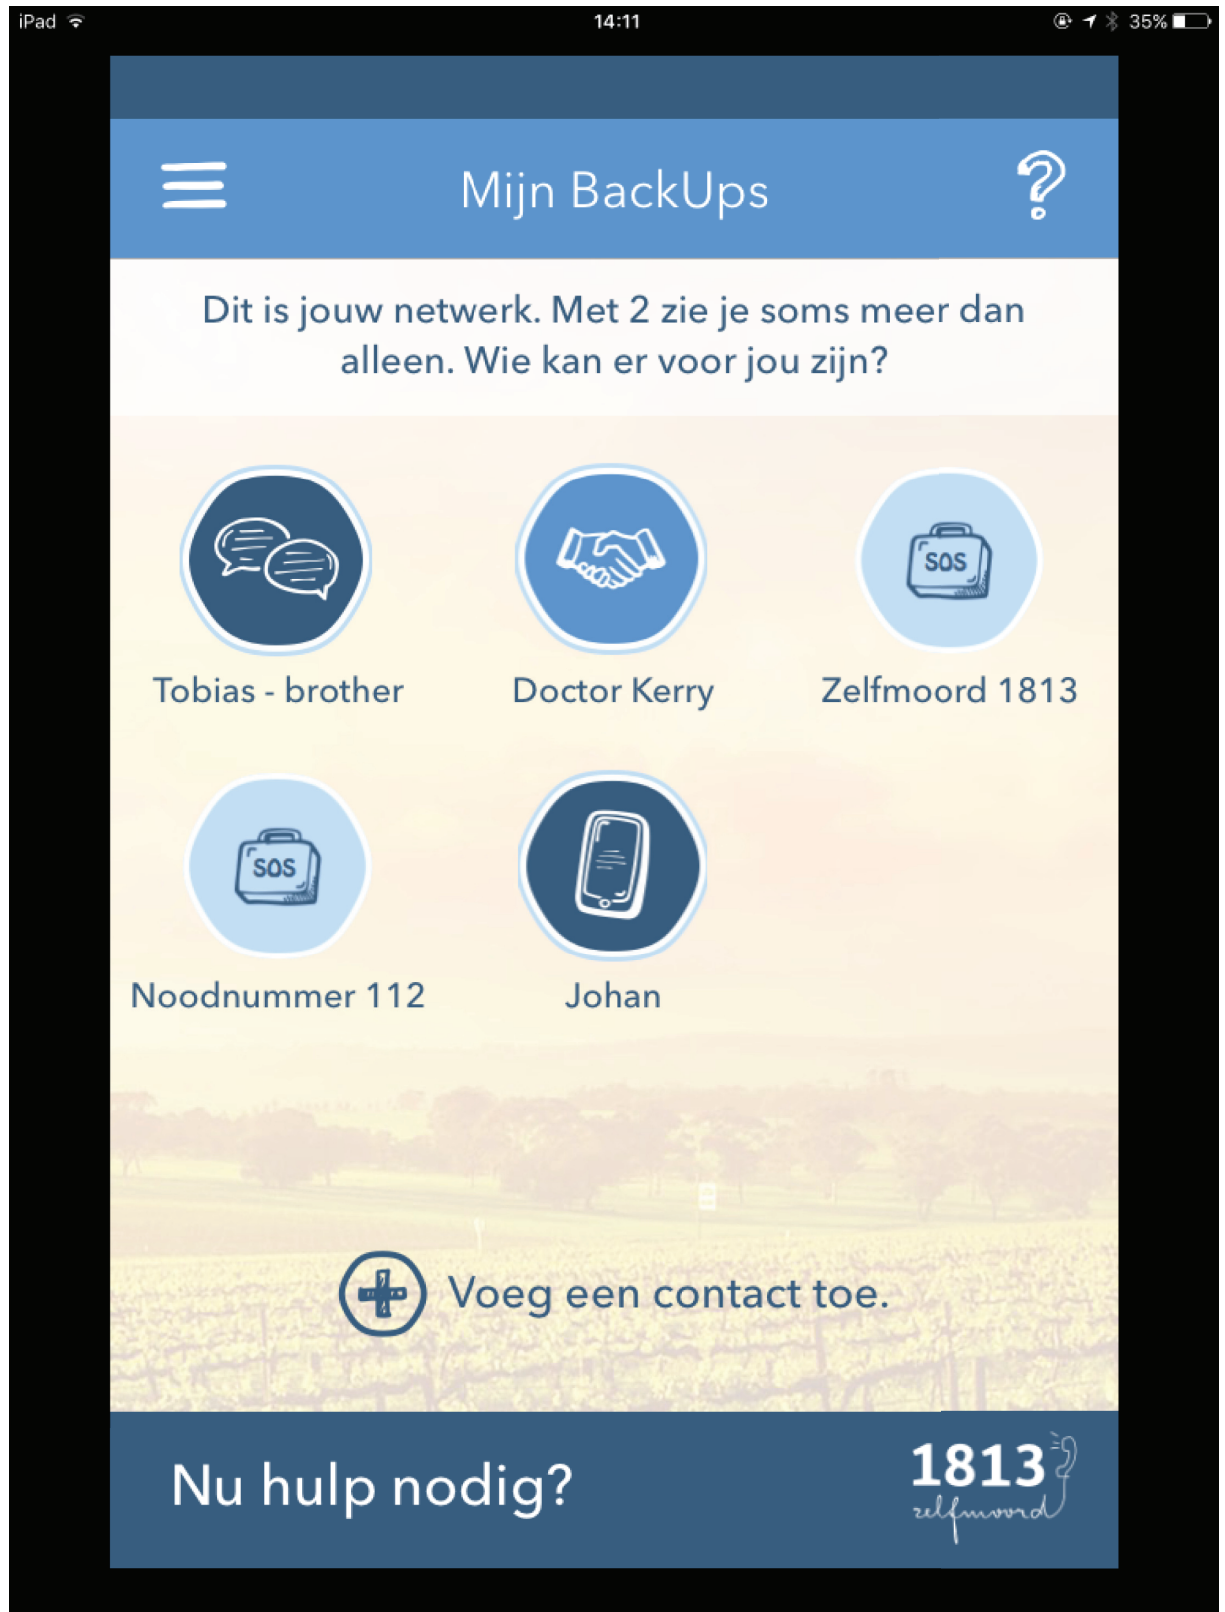 iPad 14:11 35%
Mijn BackUps
Dit is jouw netwerk. Met 2 zie je soms meer dan
alleen. Wie kan er voor jou zijn?
SOS
Tobias - brother Doctor Kerry Zelfmoord 1813
SOS
Noodnummer 112 Johan
Voeg een contact toe.
Nu hulp nodig?
1813
zelfmoord